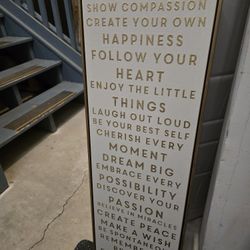 SHOW COMPASSION
CREATE YOUR OWN
HAPPINESS
FOLLOW YOUR
HEART
ENJOY THE LITTLE
THINGS
LAUGH OUT LOUD
BE YOUR BEST SELF
CHERISH EVERY
MOMENT
DREAM BIG
EMBRACE EVERY
POSSIBILITY
DISCOVER YOUR
PASSION
BELIEVE IN MIRACLES
CREATE PEACE
MAKE A WISH
BE SPONTANEOUS
REMEMBER